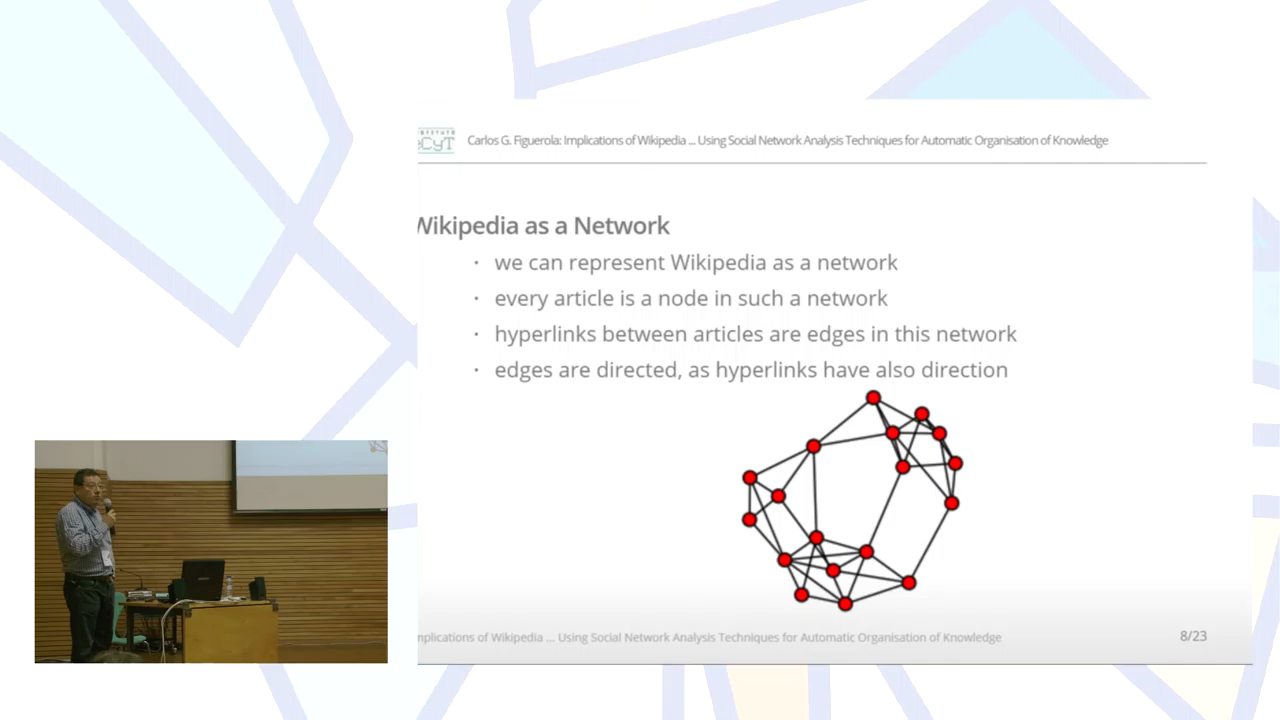 eCyT Carlos G. Figuerola: Implications of Wikipedia ... Using Social Network Analysis Techniques for Automatic Organisation of Knowledge
Wikipedia as a Network
· we can represent Wikipedia as a network
· every article is a node in such a network
· hyperlinks between articles are edges in this network
· edges are directed, as hyperlinks have also direction
mplications of Wikipedia ... Using Social Network Analysis Techniques for Automatic Organisation of Knowledge 8/23